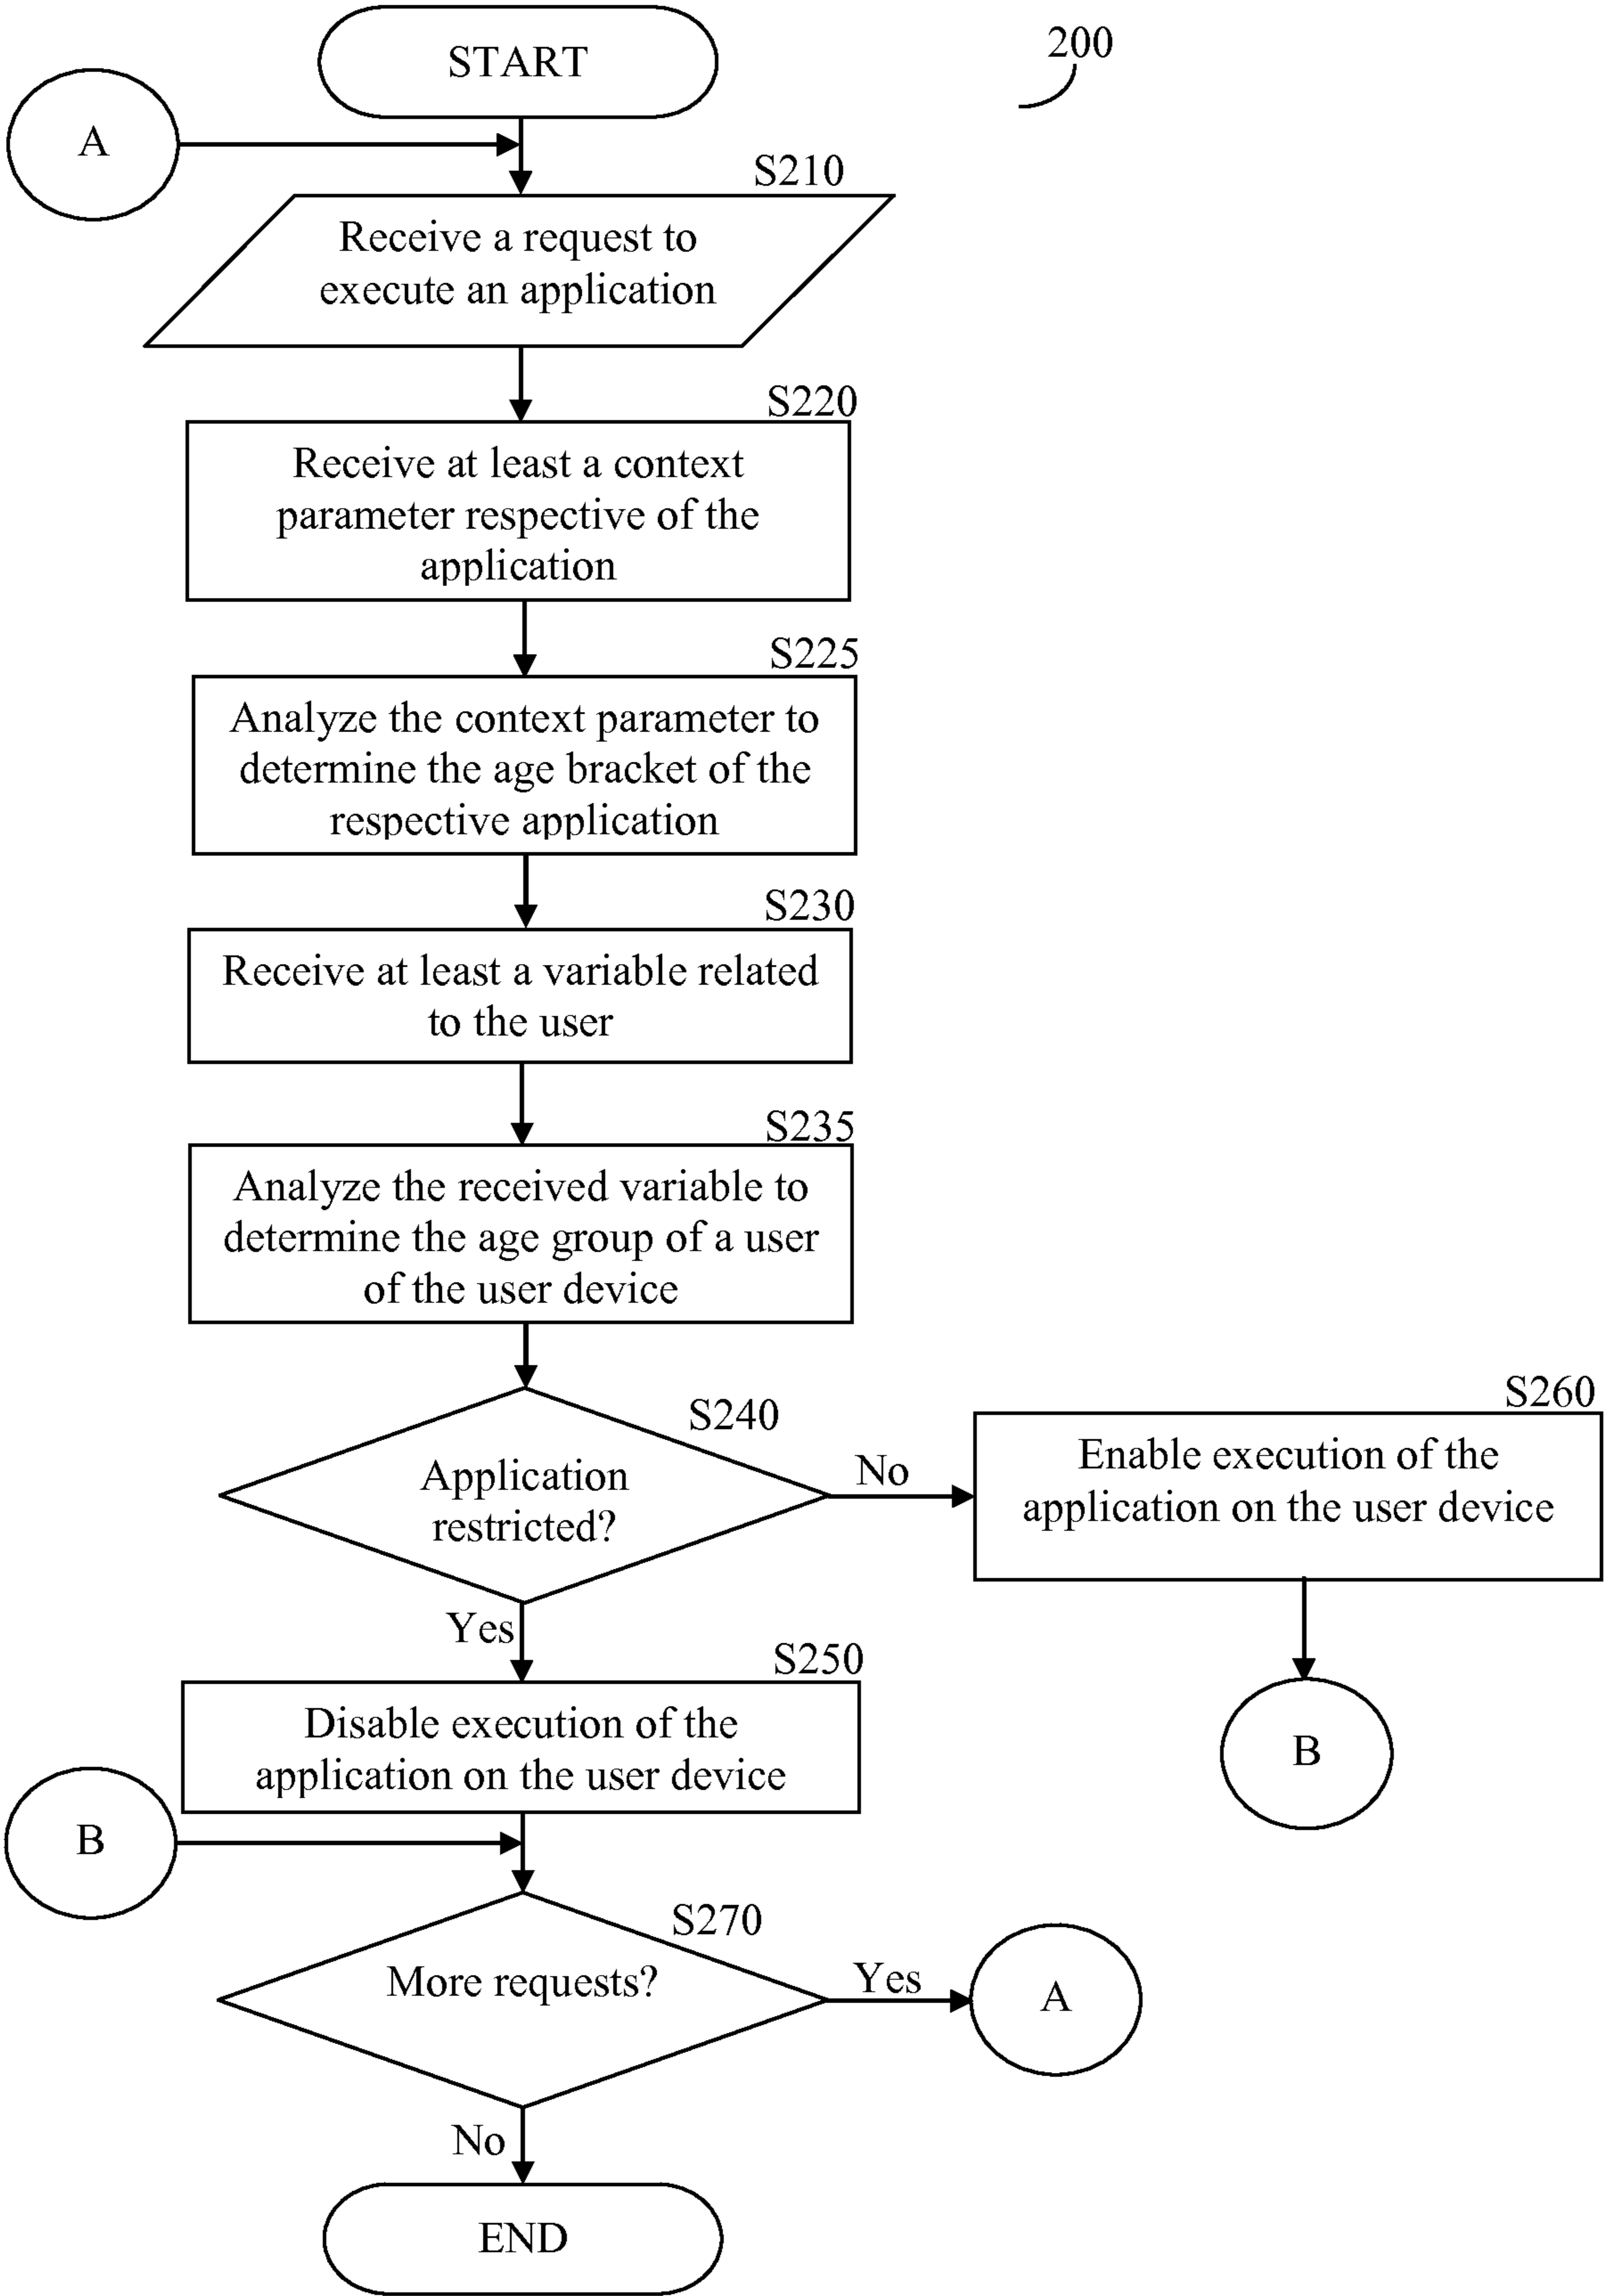 START
200
A
S210
Receive a request to
execute an application
S220
Receive at least a context
parameter respective of the
application
S225
Analyze the context parameter to
determine the age bracket of the
respective application
S230
Receive at least a variable related
to the user
S235
Analyze the received variable to
determine the age group of a user
of the user device
S240
Application
restricted?
No
S260
Enable execution of the
application on the user device
Yes
S250
Disable execution of the
application on the user device
B
B
S270
More requests?
Yes
A
No
END